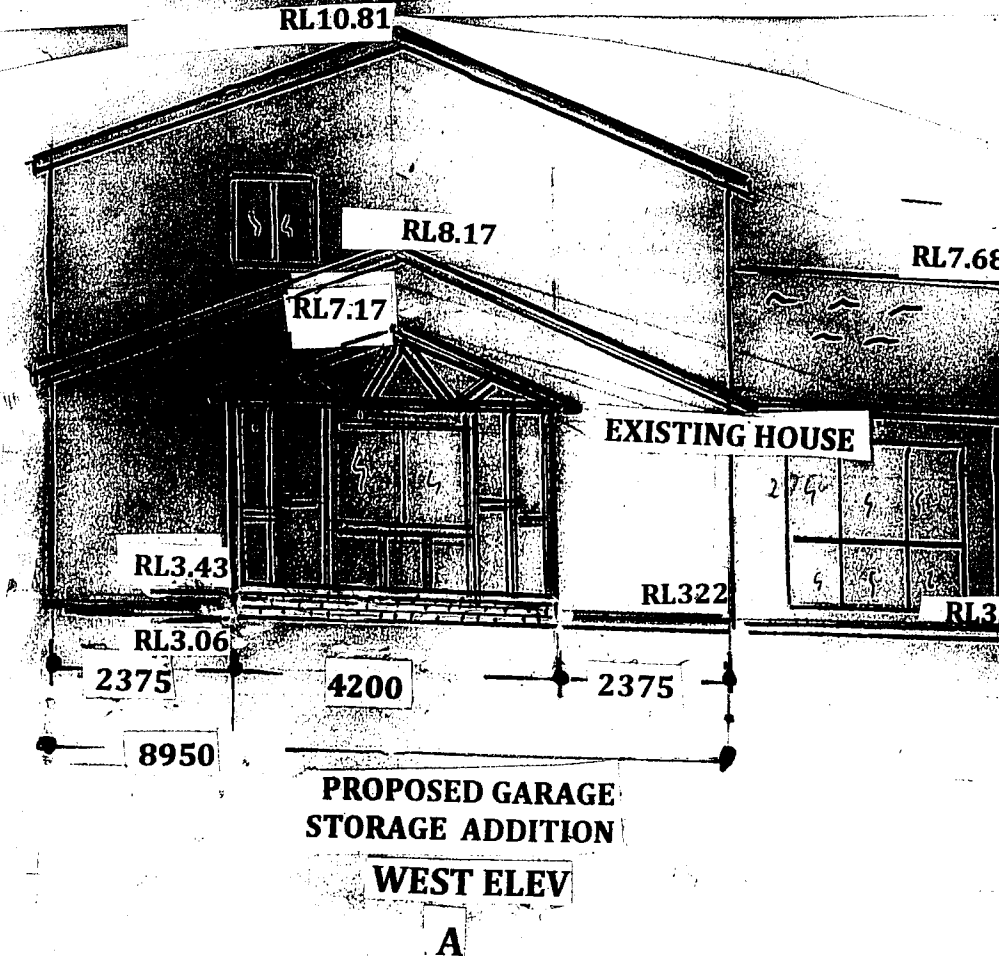 RL10.81
RL8.17
RL7.68
RL7.17
EXISTING HOUSE
RL3.43
RL322
RL3.
RL3.06
2375
4200
2375
8950
PROPOSED GARAGE
STORAGE ADDITION
WEST ELEV
A